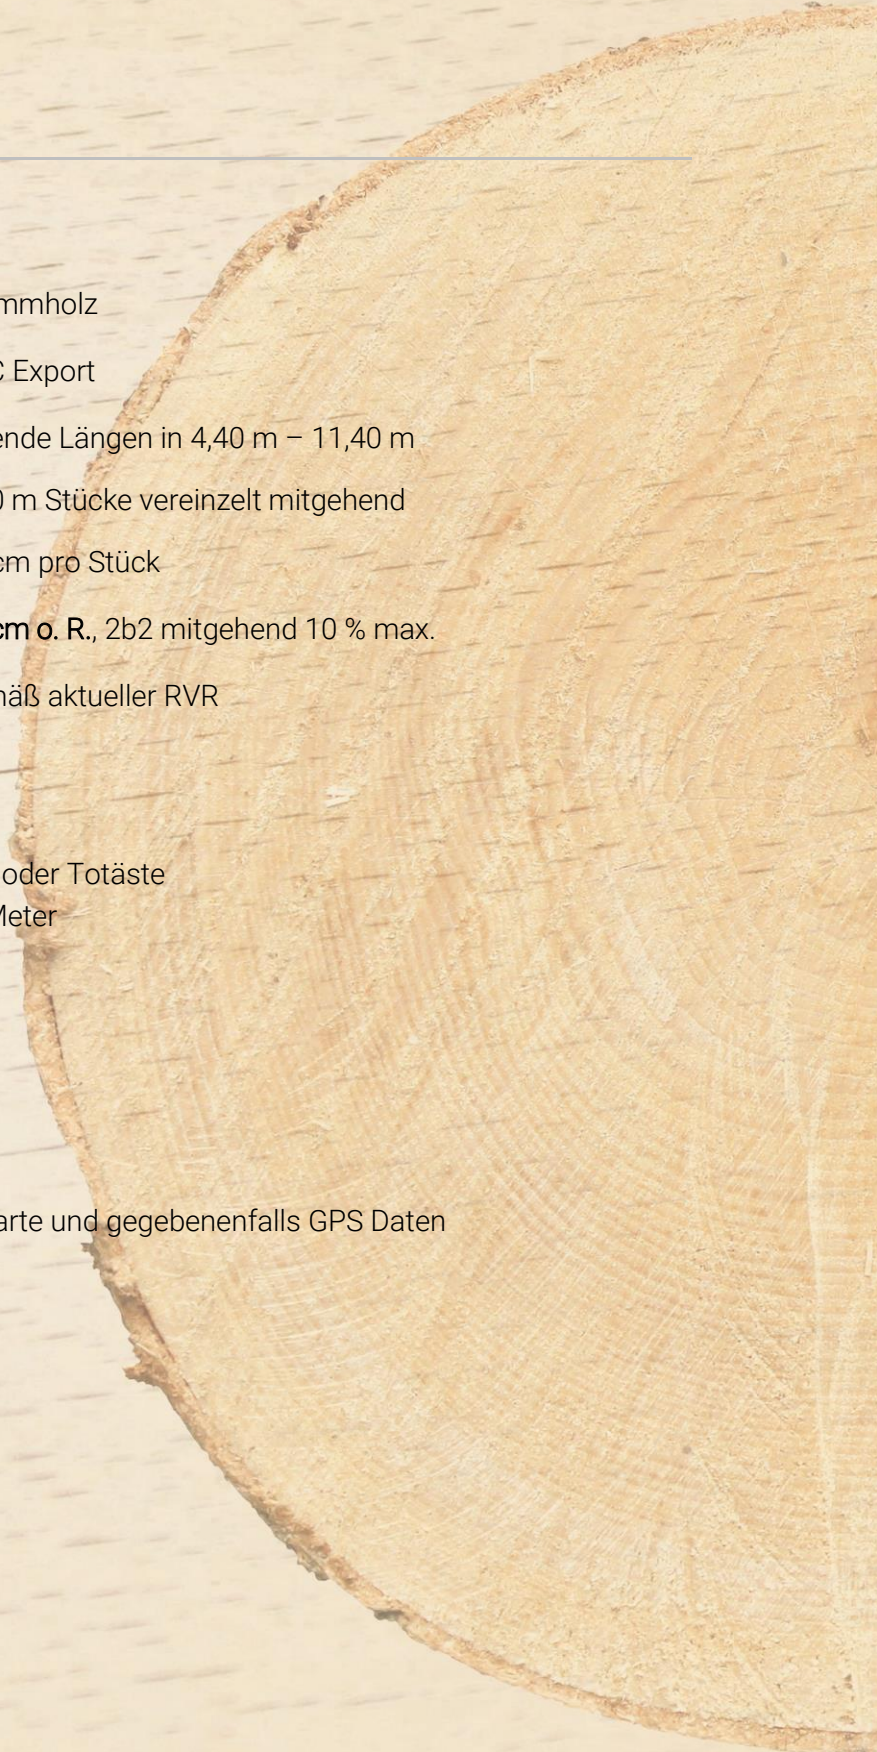 mmholz
C Export
ende Längen in 4,40 m – 11,40 m
0 m Stücke vereinzelt mitgehend
cm pro Stück
cm o. R., 2b2 mitgehend 10 % max.
mäß aktueller RVR
oder Totäste
Meter
arte und gegebenenfalls GPS Daten